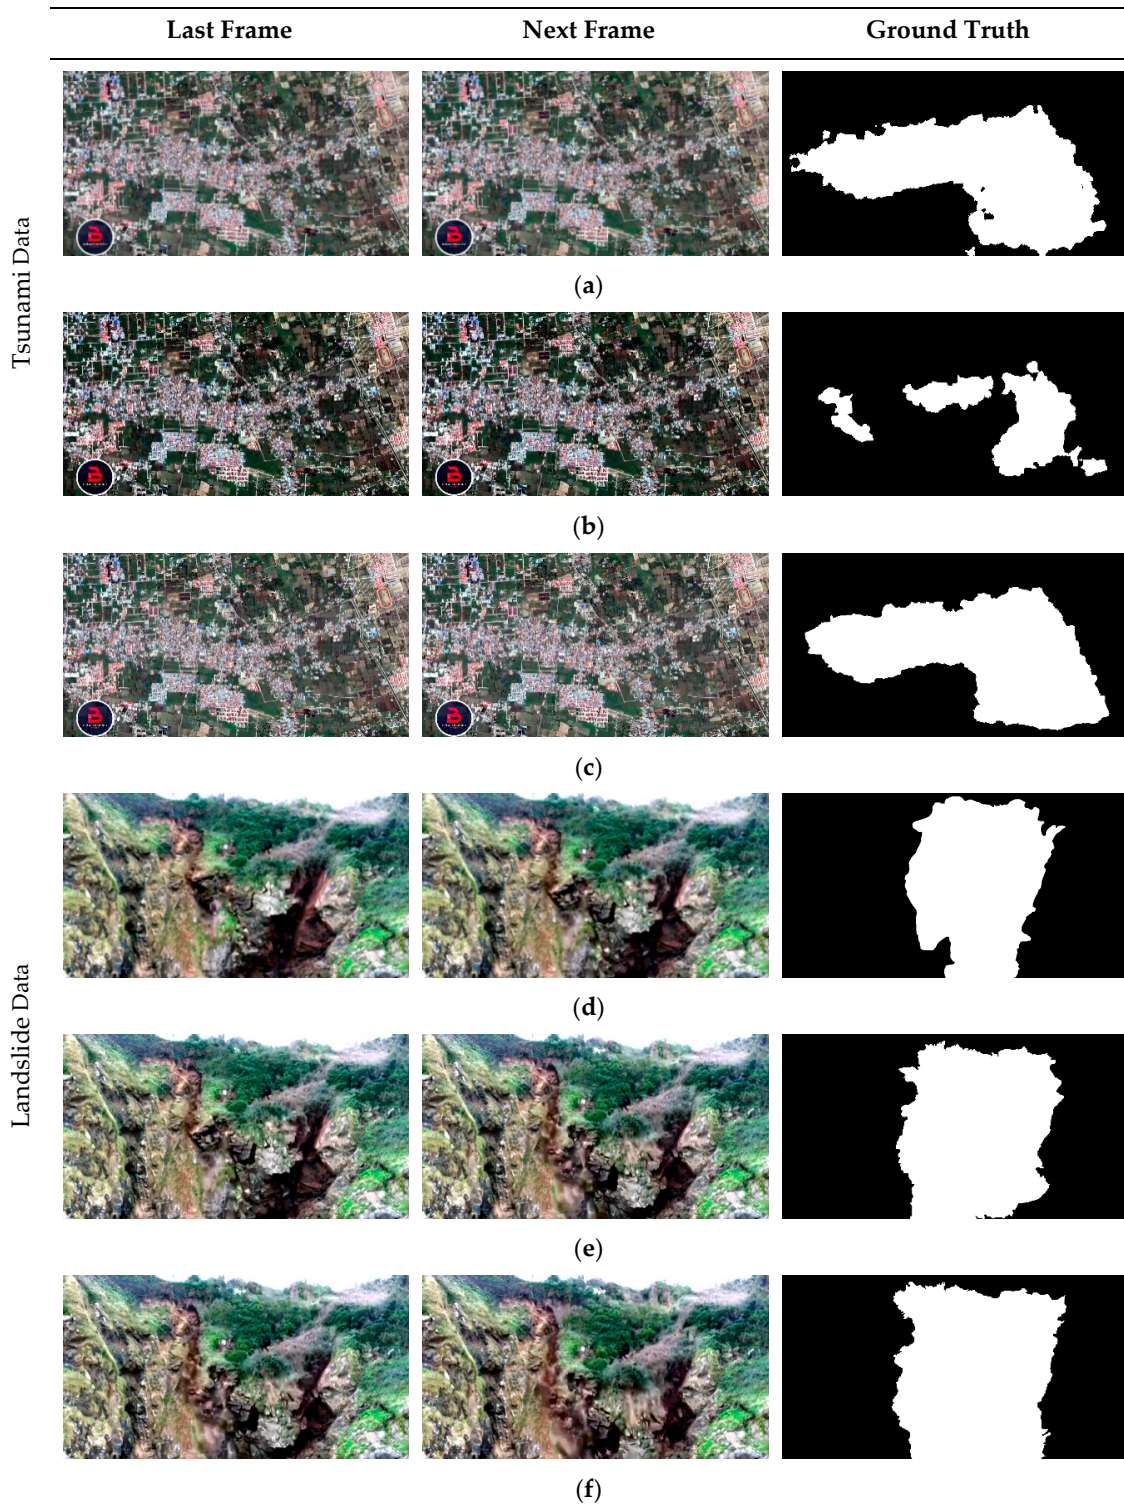 Last Frame Next Frame Ground Truth
Tsunami Data
(a)
(b)
(c)
Landslide Data
(d)
(e)
(f)